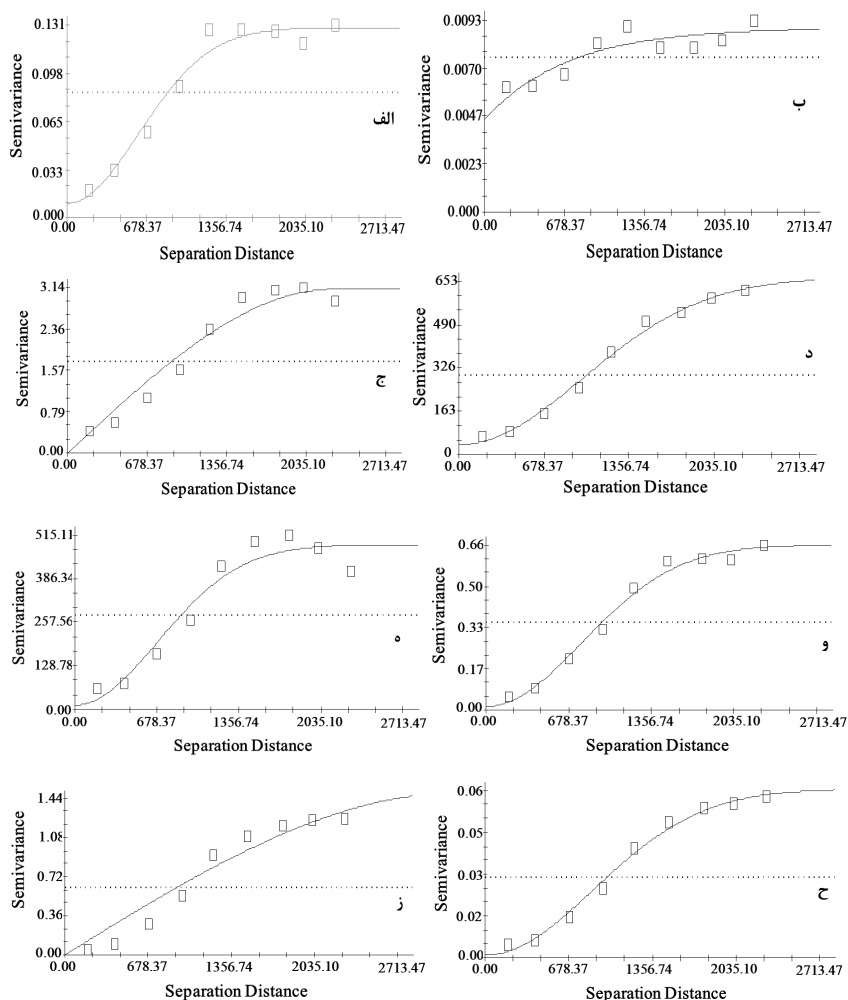 0.131
0.098
0.065
0.033
0.000
Semivariance
الف
0.00 678.37 1356.74 2035.10 2713.47
Separation Distance
0.0093
0.0070
0.0047
0.0023
0.000
Semivariance
ب
0.00 678.37 1356.74 2035.10 2713.47
Separation Distance
3.14
2.36
1.57
0.79
0.00
Semivariance
ج
0.00 678.37 1356.74 2035.10 2713.47
Separation Distance
653
490
326
163
0
Semivariance
د
0.00 678.37 1356.74 2035.10 2713.47
Separation Distance
515.11
386.34
257.56
128.78
0.00
Semivariance
ه
0.00 678.37 1356.74 2035.10 2713.47
Separation Distance
0.66
0.50
0.33
0.17
0.00
Semivariance
و
0.00 678.37 1356.74 2035.10 2713.47
Separation Distance
1.44
1.08
0.72
0.36
0.00
Semivariance
ز
0.00 678.37 1356.74 2035.10 2713.47
Separation Distance
0.06
0.05
0.03
0.02
0.00
Semivariance
ح
0.00 678.37 1356.74 2035.10 2713.47
Separation Distance